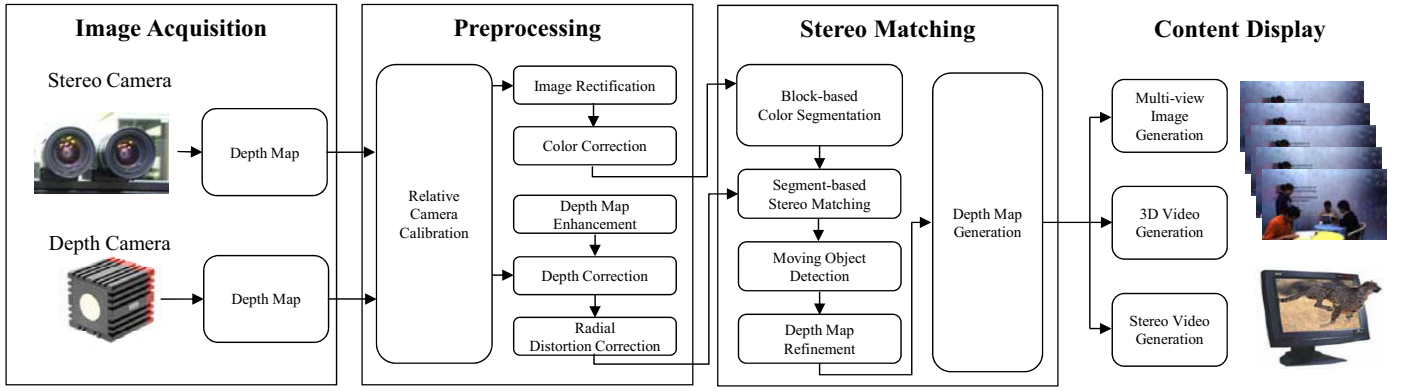 Image Acquisition
Stereo Camera
Depth Map
Depth Camera
Depth Map
Preprocessing
Relative
Camera
Calibration
Image Rectification
Color Correction
Depth Map
Enhancement
Depth Correction
Radial
Distortion Correction
Stereo Matching
Block-based
Color Segmentation
Segment-based
Stereo Matching
Moving Object
Detection
Depth Map
Refinement
Depth Map
Generation
Content Display
Multi-view
Image
Generation
3D Video
Generation
Stereo Video
Generation